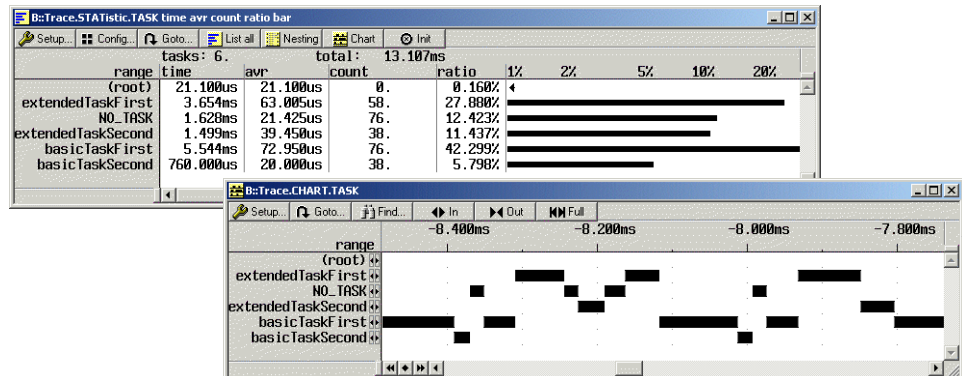 B::Trace.STATistic.TASK time avr count ratio bar
Setup... Config... Goto... List all Nesting Chart Init
tasks: 6. total: 13.107ms
range time avr count ratio 1% 2% 5% 10% 20%
(root) 21.100us 21.100us 0. 0.160%
extendedTaskFirst 3.654ms 63.005us 58. 27.880%
NO_TASK 1.628ms 21.425us 76. 12.423%
extendedTaskSecond 1.499ms 39.450us 38. 11.437%
basicTaskFirst 5.544ms 72.950us 76. 42.299%
basicTaskSecond 760.000us 20.000us 38. 5.798%
B::Trace.CHART.TASK
Setup... Goto... Find... In Out Full
-8.400ms -8.200ms -8.000ms -7.800ms
range
(root)
extendedTaskFirst
NO_TASK
extendedTaskSecond
basicTaskFirst
basicTaskSecond